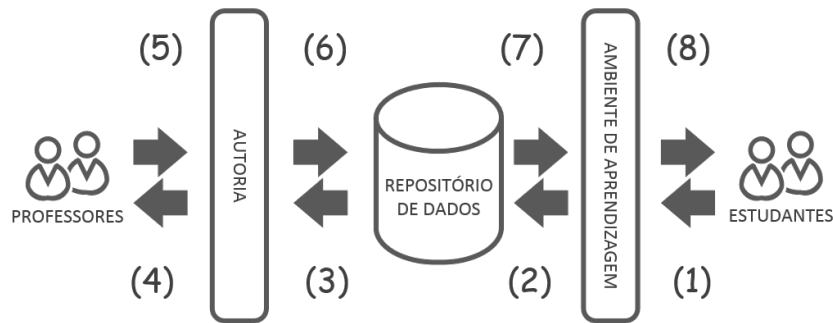 (5)
(6)
(7)
(8)
PROFESSORES
AUTORIA
REPOSITÓRIO
DE DADOS
AMBIENTE DE APRENDIZAGEM
ESTUDANTES
(4)
(3)
(2)
(1)